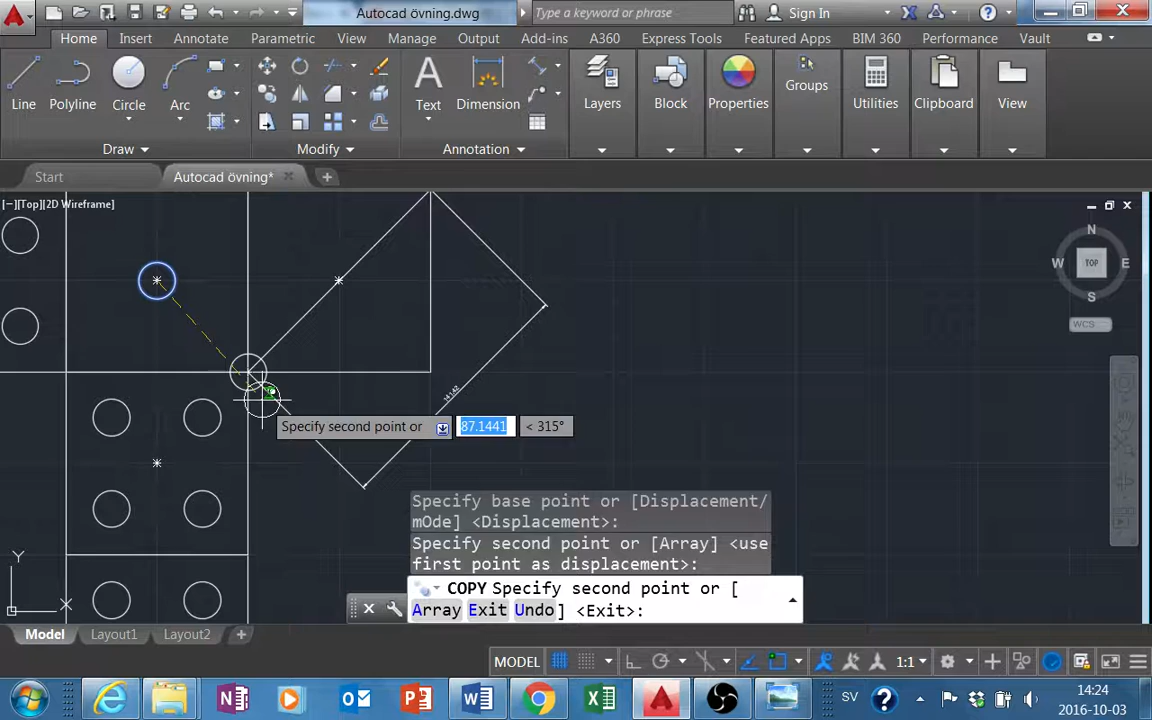 Autocad övning.dwg
Type a keyword or phrase
Sign In
Home Insert Annotate Parametric View Manage Output Add-ins A360 Express Tools Featured Apps BIM 360 Performance Vault
Line Polyline Circle Arc Text Dimension Layers Block Properties Groups Utilities Clipboard View
Draw Modify Annotation
Start Autocad övning*
[−][Top][2D Wireframe]
N
W TOP E
S
WCS
Specify second point or 87.1441 < 315°
Specify base point or [Displacement/
mOde] <Displacement>:
Specify second point or [Array] <use
first point as displacement>:
COPY Specify second point or [
Array Exit Undo] <Exit>:
Y
X
Model Layout1 Layout2
MODEL 1:1
SV 14:24
2016-10-03